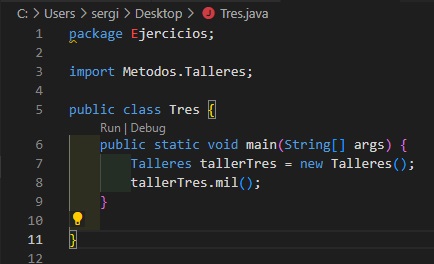 C: > Users > sergi > Desktop > Tres.java
1 package Ejercicios;
2
3 import Metodos.Talleres;
4
5 public class Tres {
Run | Debug
6 public static void main(String[] args) {
7 Talleres tallerTres = new Talleres();
8 tallerTres.mil();
9 }
10
11 }
12